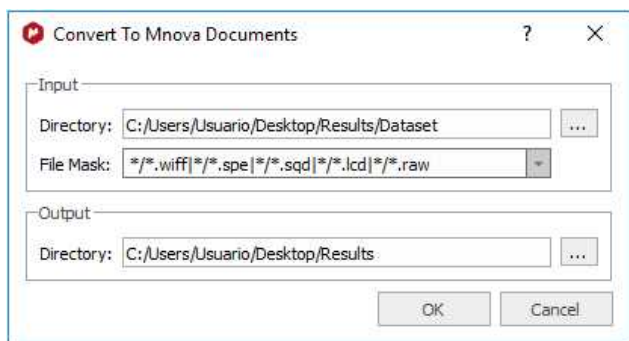 Convert To Mnova Documents ?
Input
Directory: C:/Users/Usuario/Desktop/Results/Dataset ...
File Mask: */*.wiff|*/*.spe|*/*.sqd|*/*.lcd|*/*.raw
Output
Directory: C:/Users/Usuario/Desktop/Results ...
OK Cancel